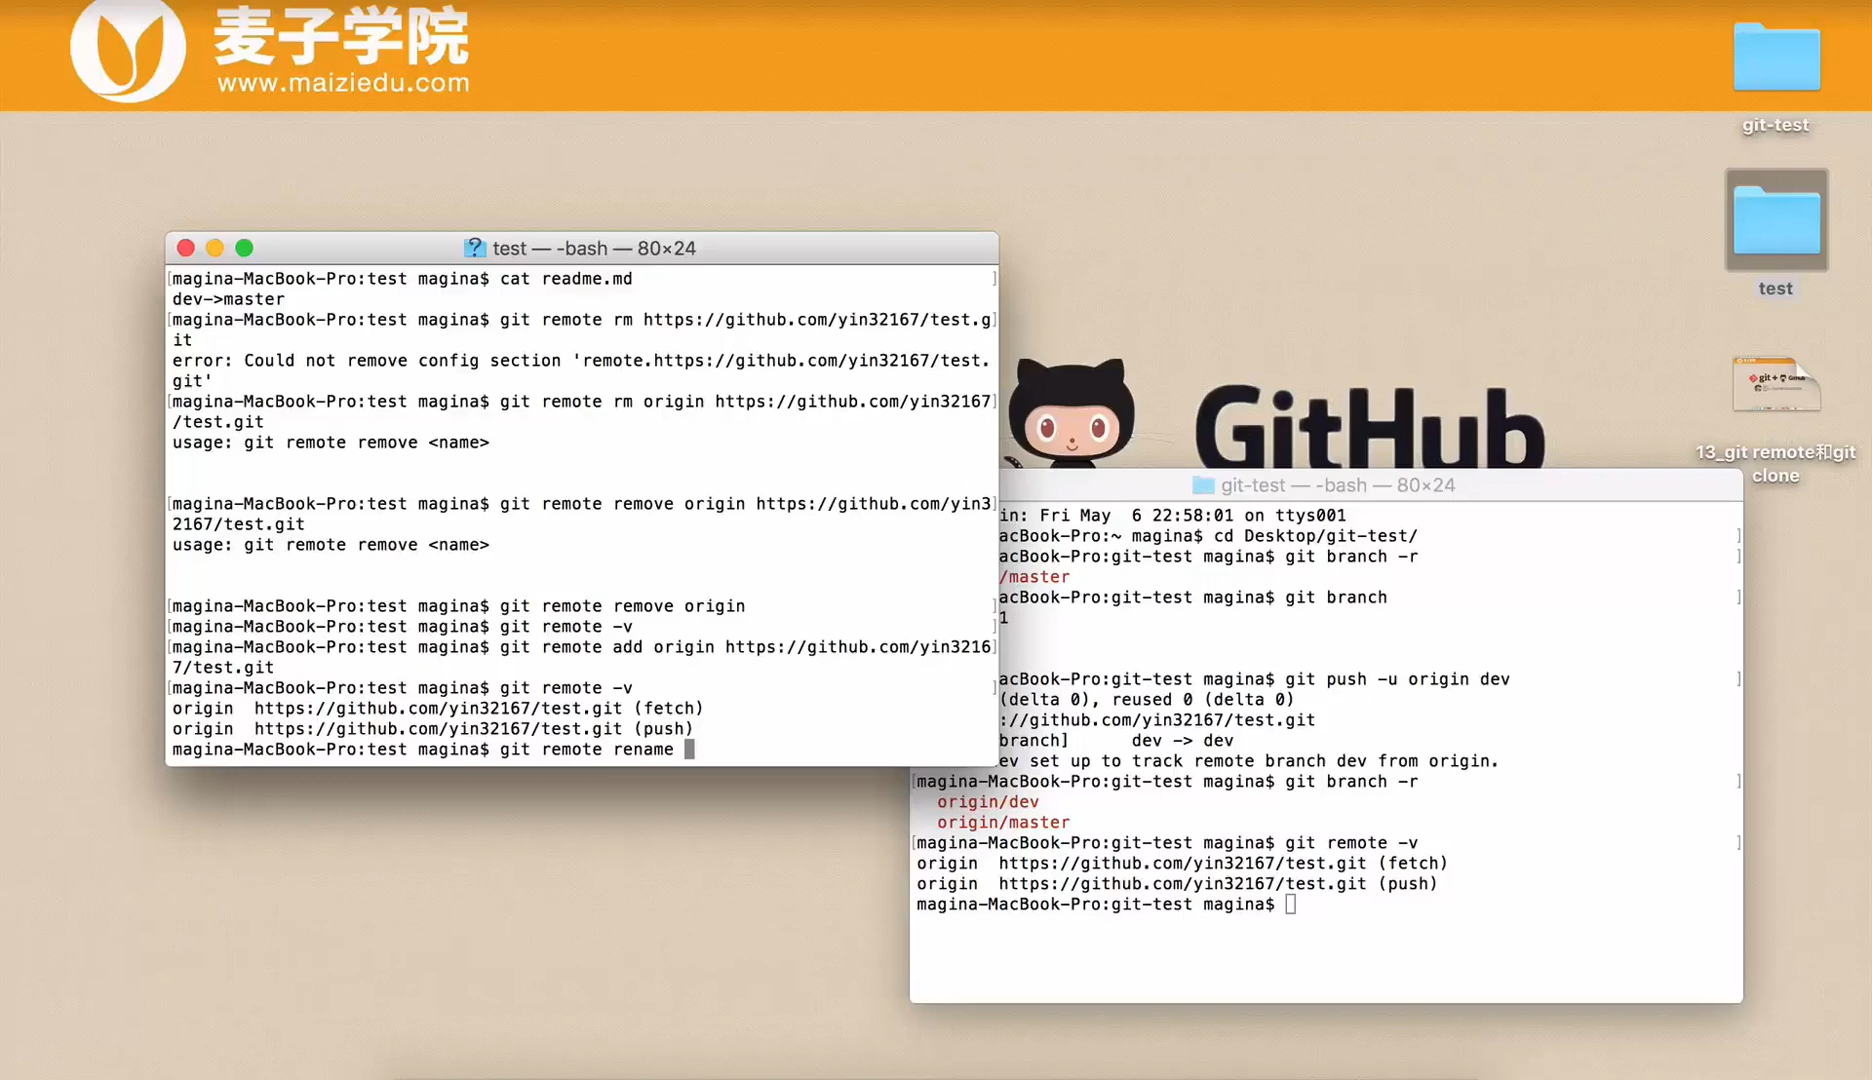 麦子学院
www.maiziedu.com
git-test
test
13_git remote和git
clone
GitHub
test — -bash — 80×24
magina-MacBook-Pro:test magina$ cat readme.md
dev->master
magina-MacBook-Pro:test magina$ git remote rm https://github.com/yin32167/test.g
it
error: Could not remove config section 'remote.https://github.com/yin32167/test.
git'
magina-MacBook-Pro:test magina$ git remote rm origin https://github.com/yin32167
/test.git
usage: git remote remove <name>
magina-MacBook-Pro:test magina$ git remote remove origin https://github.com/yin3
2167/test.git
usage: git remote remove <name>
magina-MacBook-Pro:test magina$ git remote remove origin
magina-MacBook-Pro:test magina$ git remote -v
magina-MacBook-Pro:test magina$ git remote add origin https://github.com/yin3216
7/test.git
magina-MacBook-Pro:test magina$ git remote -v
origin https://github.com/yin32167/test.git (fetch)
origin https://github.com/yin32167/test.git (push)
magina-MacBook-Pro:test magina$ git remote rename
git-test — -bash — 80×24
in: Fri May 6 22:58:01 on ttys001
acBook-Pro:~ magina$ cd Desktop/git-test/
acBook-Pro:git-test magina$ git branch -r
/master
acBook-Pro:git-test magina$ git branch
1
acBook-Pro:git-test magina$ git push -u origin dev
(delta 0), reused 0 (delta 0)
://github.com/yin32167/test.git
branch] dev -> dev
ev set up to track remote branch dev from origin.
magina-MacBook-Pro:git-test magina$ git branch -r
origin/dev
origin/master
magina-MacBook-Pro:git-test magina$ git remote -v
origin https://github.com/yin32167/test.git (fetch)
origin https://github.com/yin32167/test.git (push)
magina-MacBook-Pro:git-test magina$